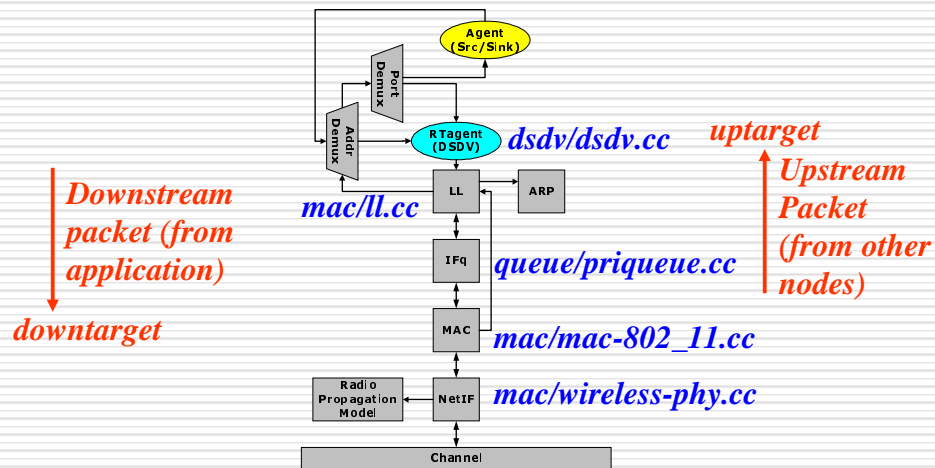 Agent
(Src/Sink)
Port
Demux
Addr
Demux
RTagent
(DSDV)
dsdv/dsdv.cc
uptarget
Downstream
packet (from
application)
downtarget
mac/ll.cc
LL
ARP
Upstream
Packet
(from other
nodes)
IFq
queue/priqueue.cc
MAC
mac/mac-802_11.cc
Radio
Propagation
Model
NetIF
mac/wireless-phy.cc
Channel